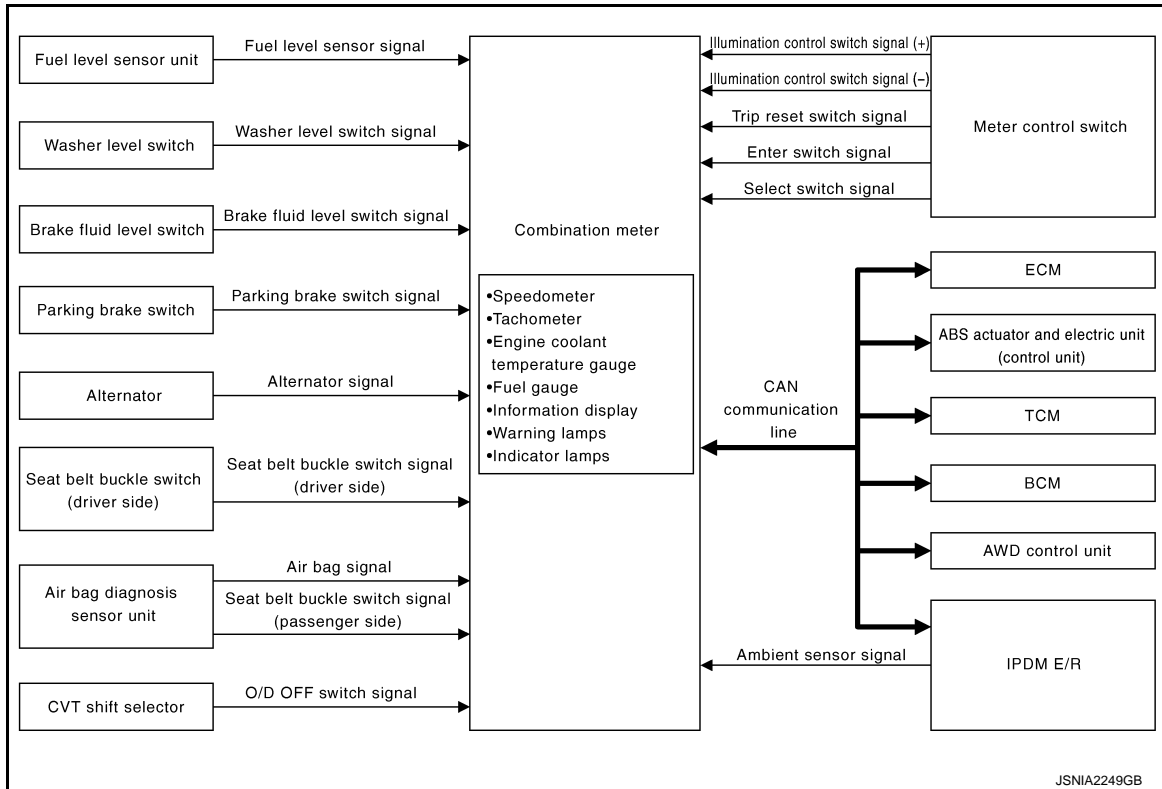 Fuel level sensor unit
Fuel level sensor signal
Washer level switch
Washer level switch signal
Brake fluid level switch
Brake fluid level switch signal
Parking brake switch
Parking brake switch signal
Alternator
Alternator signal
Seat belt buckle switch
(driver side)
Seat belt buckle switch signal
(driver side)
Air bag diagnosis
sensor unit
Air bag signal
Seat belt buckle switch signal
(passenger side)
CVT shift selector
O/D OFF switch signal
Combination meter
•Speedometer
•Tachometer
•Engine coolant
temperature gauge
•Fuel gauge
•Information display
•Warning lamps
•Indicator lamps
Illumination control switch signal (+)
Illumination control switch signal (−)
Trip reset switch signal
Enter switch signal
Select switch signal
Meter control switch
CAN
communication
line
ECM
ABS actuator and electric unit
(control unit)
TCM
BCM
AWD control unit
Ambient sensor signal
IPDM E/R
JSNIA2249GB